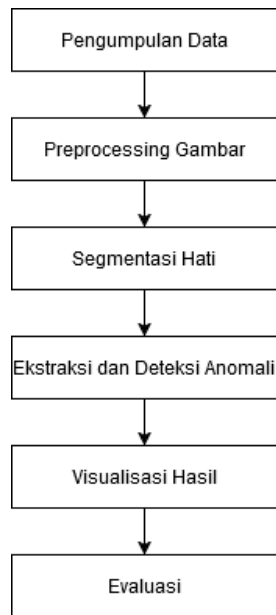 Pengumpulan Data
Preprocessing Gambar
Segmentasi Hati
Ekstraksi dan Deteksi Anomali
Visualisasi Hasil
Evaluasi